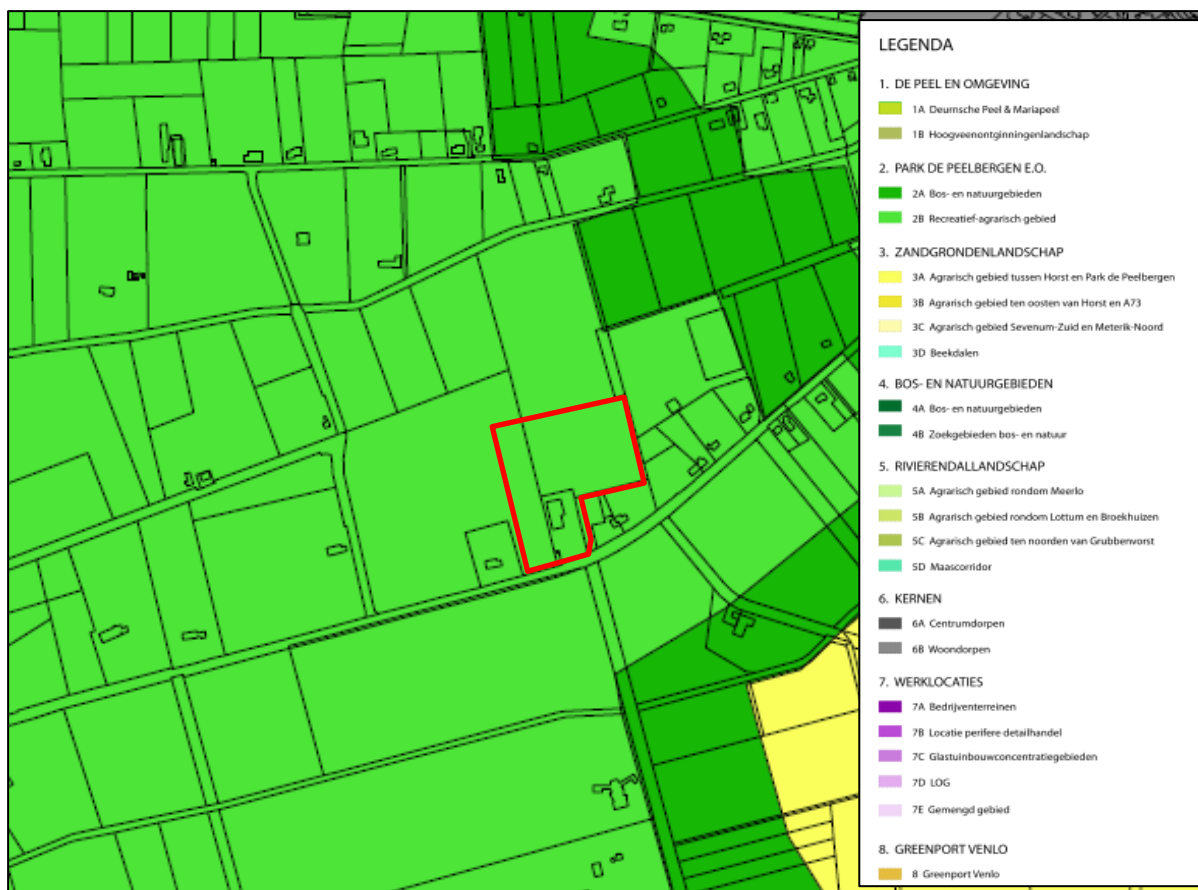 LEGENDA
1. DE PEEL EN OMGEVING
1A Deurnsche Peel & Mariapeel
1B Hoogveenontginningenlandschap
2. PARK DE PEELBERGEN E.O.
2A Bos- en natuurgebieden
2B Recreatief-agrarisch gebied
3. ZANDGRONDENLANDSCHAP
3A Agrarisch gebied tussen Horst en Park de Peelbergen
3B Agrarisch gebied ten oosten van Horst en A73
3C Agrarisch gebied Sevenum-Zuid en Meterik-Noord
3D Beekdalen
4. BOS- EN NATUURGEBIEDEN
4A Bos- en natuurgebieden
4B Zoekgebieden bos- en natuur
5. RIVIERENDALLANDSCHAP
5A Agrarisch gebied rondom Meerlo
5B Agrarisch gebied rondom Lottum en Broekhuizen
5C Agrarisch gebied ten noorden van Grubbenvorst
5D Maascorridor
6. KERNEN
6A Centrumdorpen
6B Woondorpen
7. WERKLOCATIES
7A Bedrijventerreinen
7B Locatie perifere detailhandel
7C Glastuinbouwconcentratiegebieden
7D LOG
7E Gemengd gebied
8. GREENPORT VENLO
8 Greenport Venlo